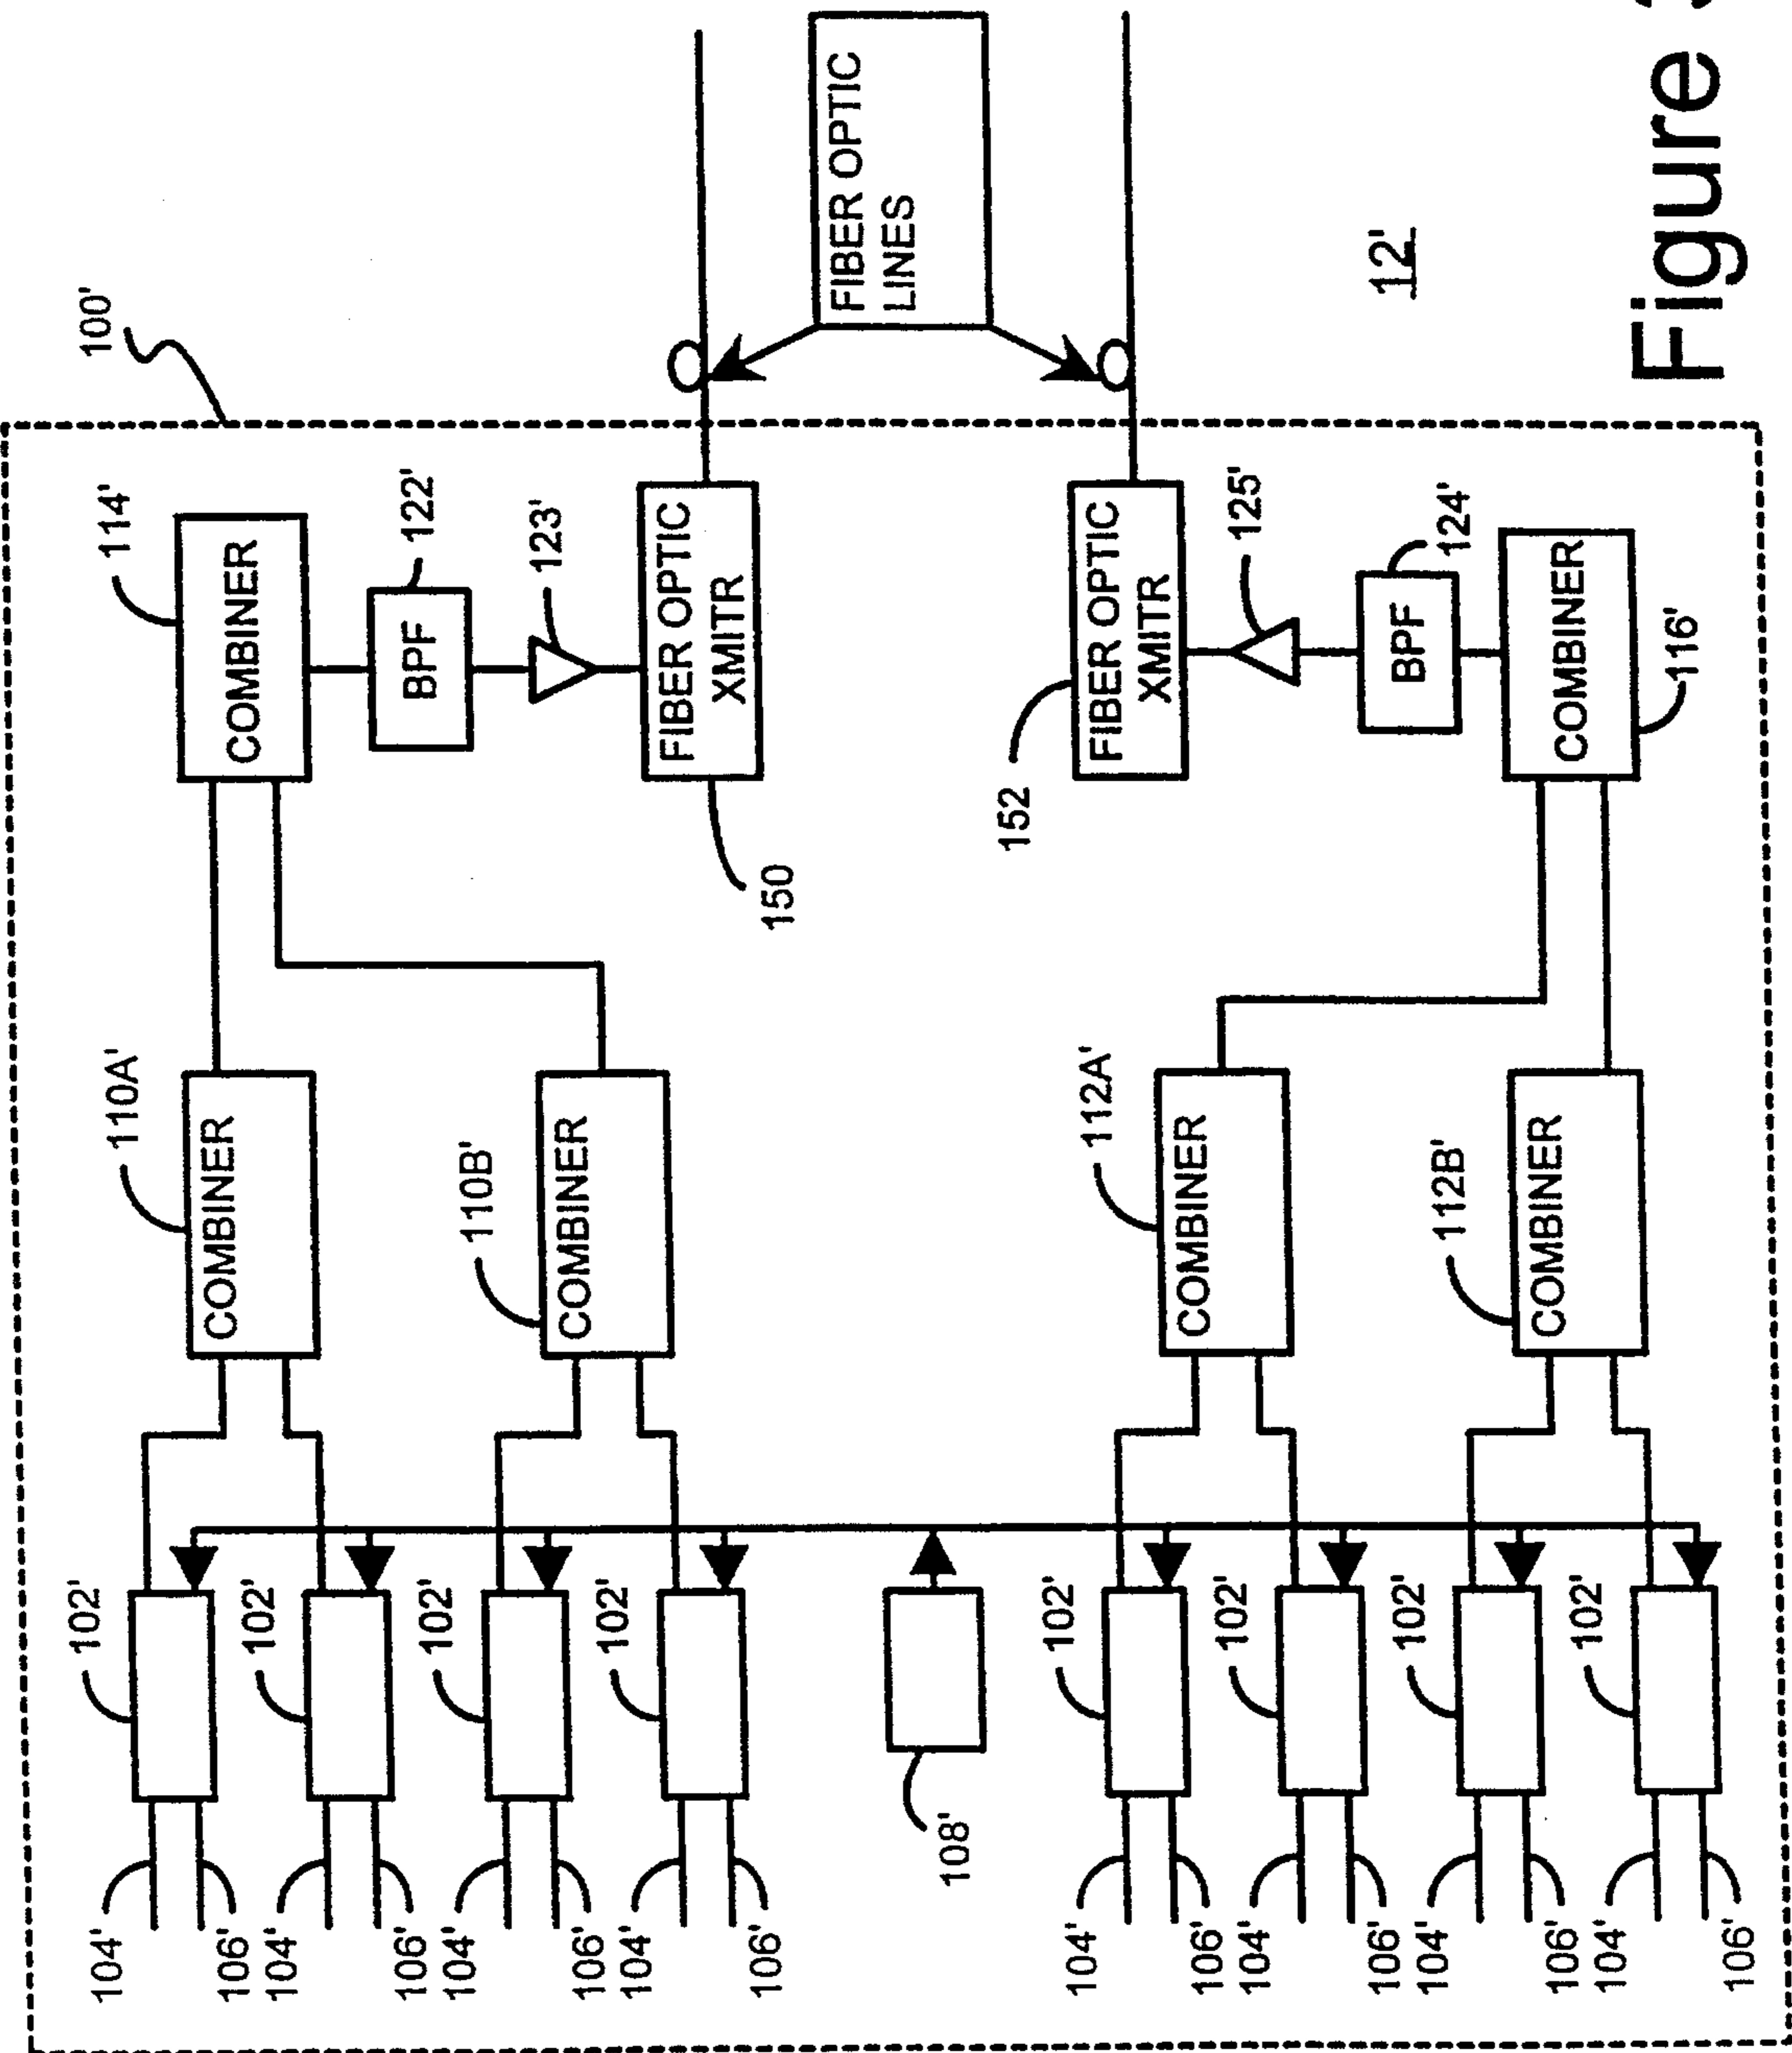 106'
104'
106'
104'
106'
104'
106'
104'
106'
104'
106'
104'
106'
104'
106'
104'
102'
102'
102'
102'
108'
102'
102'
102'
102'
112B'
COMBINER
112A'
COMBINER
110B'
COMBINER
110A'
COMBINER
116'
COMBINER
124'
BPF
125'
152
FIBER OPTIC
XMITR
150
FIBER OPTIC
XMITR
123'
122'
BPF
114'
COMBINER
100'
FIBER OPTIC
LINES
12'
Figure